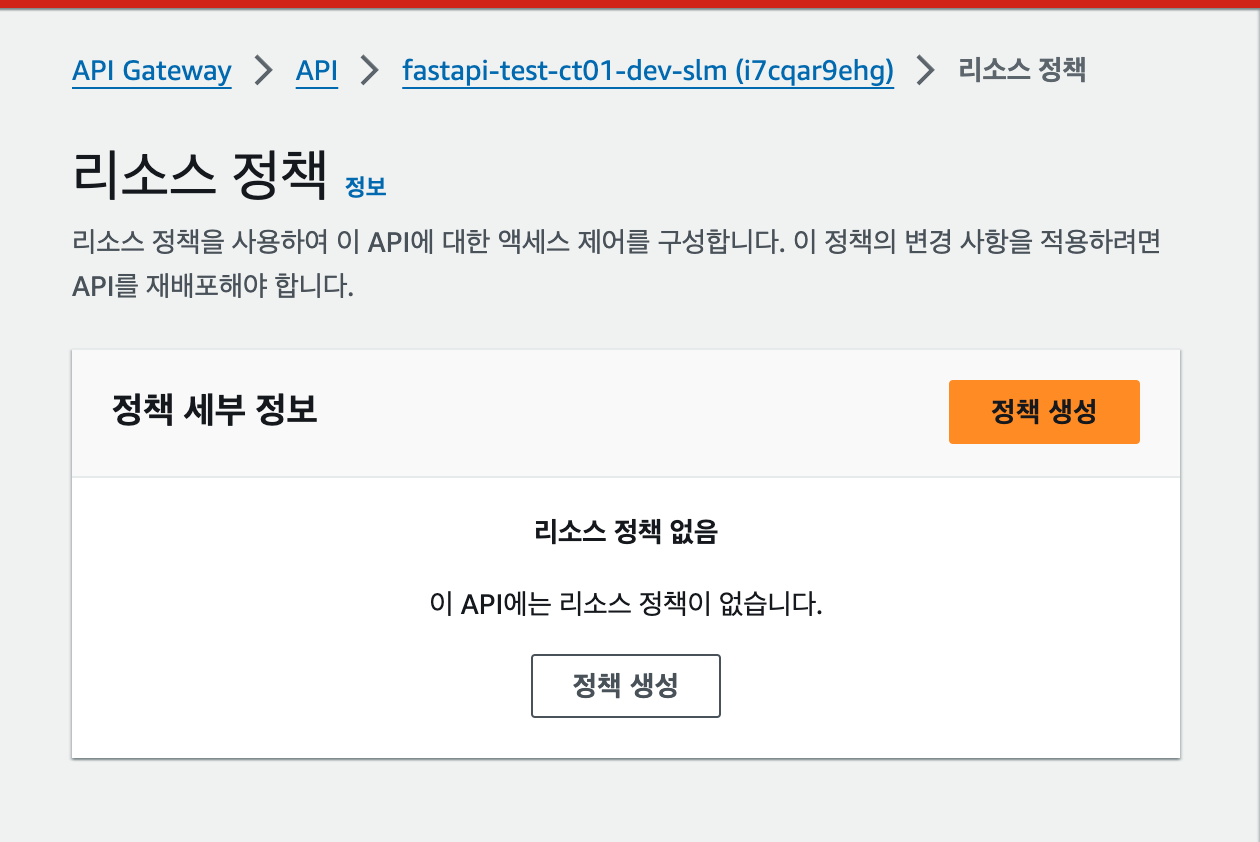 API Gateway > API > fastapi-test-ct01-dev-slm (i7cqar9ehg) > 리소스 정책
리소스 정책 정보
리소스 정책을 사용하여 이 API에 대한 액세스 제어를 구성합니다. 이 정책의 변경 사항을 적용하려면
API를 재배포해야 합니다.
정책 세부 정보 정책 생성
리소스 정책 없음
이 API에는 리소스 정책이 없습니다.
정책 생성